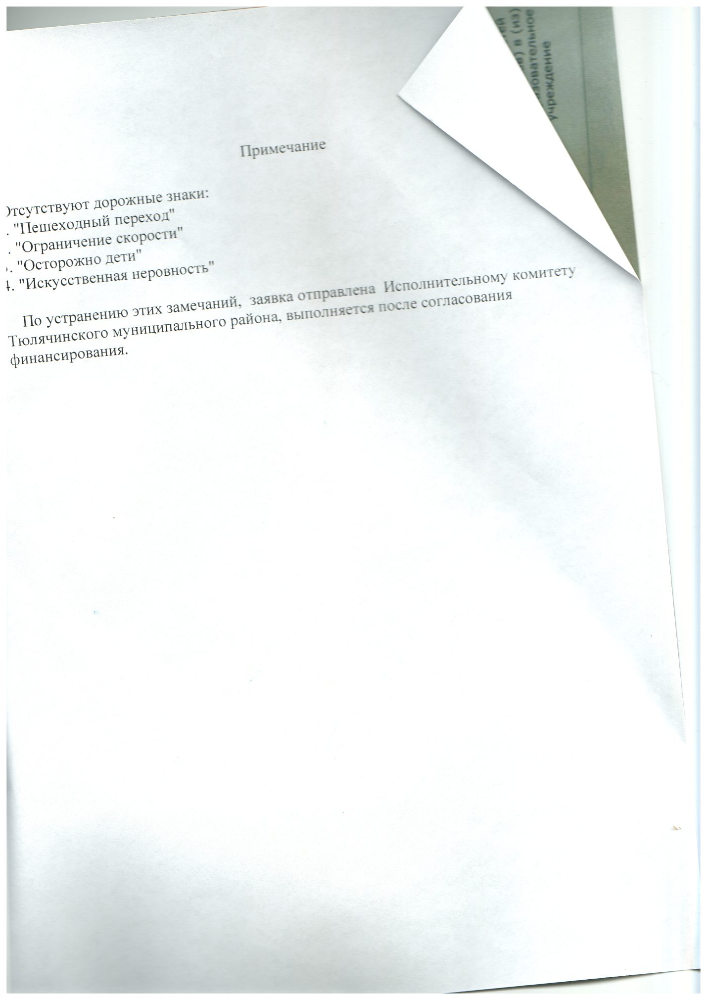 Примечание
Отсутствуют дорожные знаки:
. "Пешеходный переход"
. "Ограничение скорости"
3. "Осторожно дети"
4. "Искусственная неровность"
По устранению этих замечаний, заявка отправлена Исполнительному комитету
Тюлячинского муниципального района, выполняется после согласования
финансирования.
в (из)
учреждение